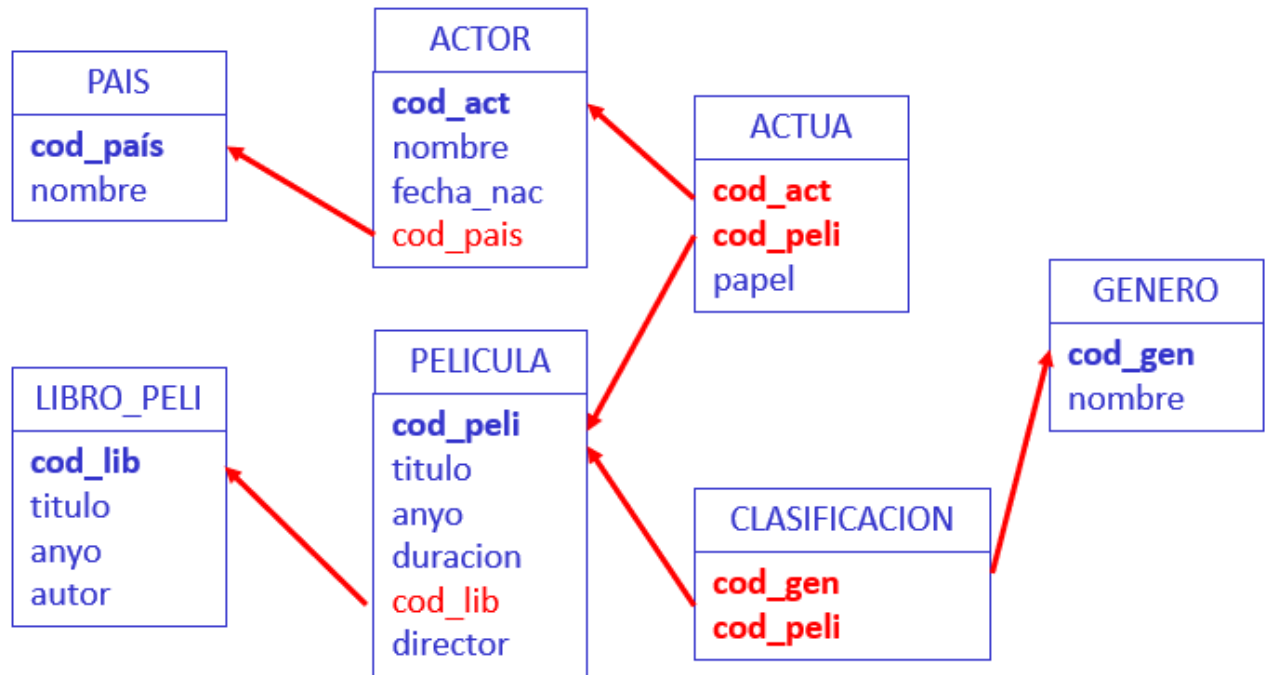 PAIS
cod_país
nombre
ACTOR
cod_act
nombre
fecha_nac
cod_pais
ACTUA
cod_act
cod_peli
papel
GENERO
cod_gen
nombre
LIBRO_PELI
cod_lib
titulo
anyo
autor
PELICULA
cod_peli
titulo
anyo
duracion
cod_lib
director
CLASIFICACION
cod_gen
cod_peli